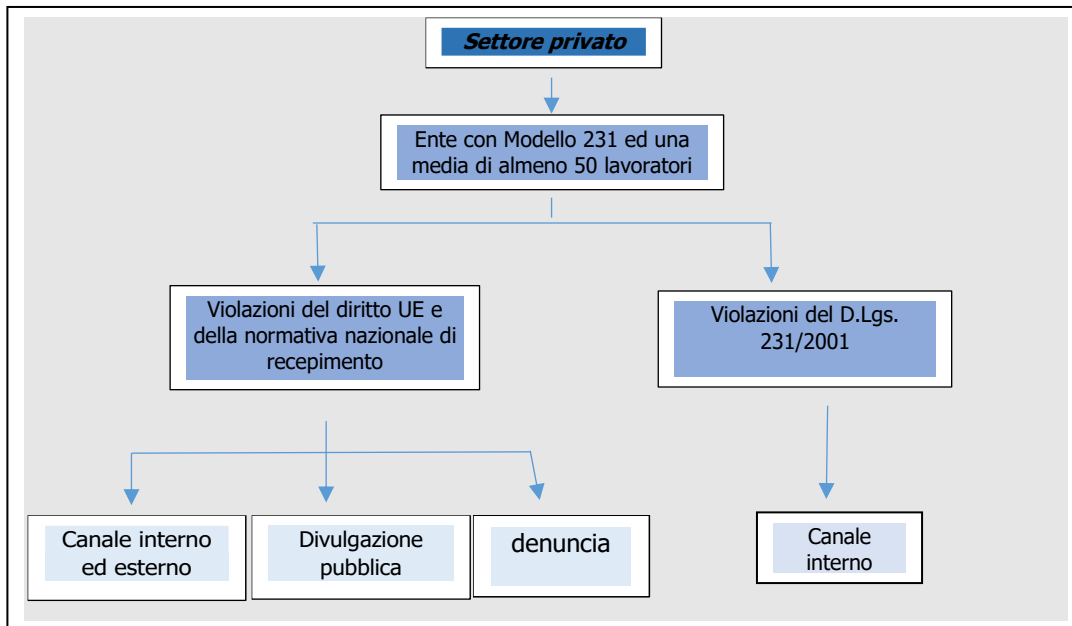 Settore privato
Ente con Modello 231 ed una
media di almeno 50 lavoratori
Violazioni del diritto UE e
della normativa nazionale di
recepimento
Violazioni del D.Lgs.
231/2001
Canale interno
ed esterno
Divulgazione
pubblica
denuncia
Canale
interno